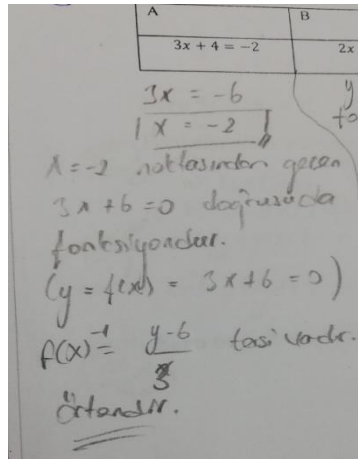 A B
3x + 4 = -2 2x
3x = -6 y
x = -2 to
x = -2 noktasından geçen
3x + 6 = 0 doğrusuda
fonksiyondur.
(y = f(x) = 3x + 6 = 0)
f(x)⁻¹ = y-6 / 3 tersi vardır.
Örtendir.